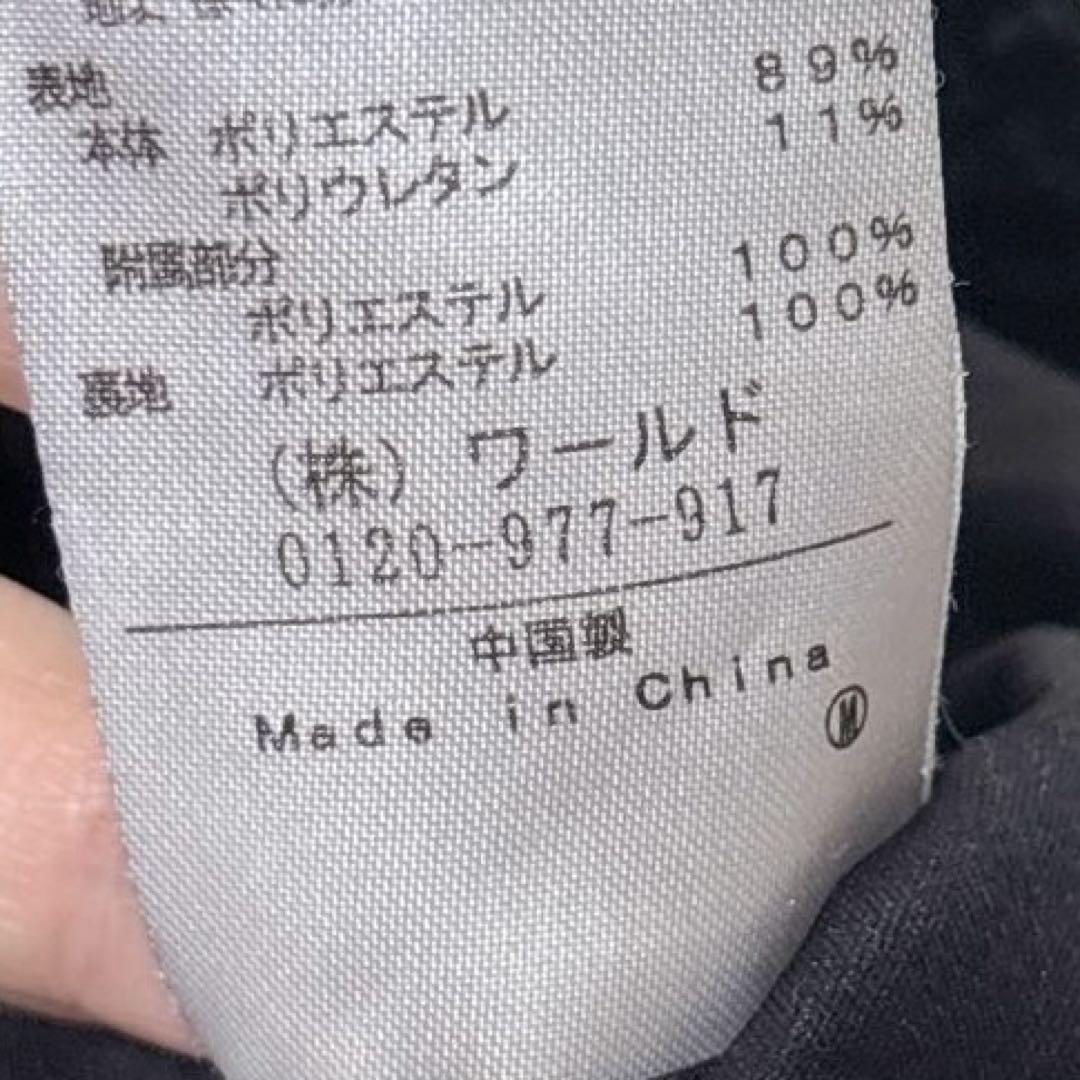 表地
本体 ポリエステル 89%
ポリウレタン 11%
附属部分
ポリエステル 100%
裏地 ポリエステル 100%
(株) ワールド
0120-977-917
中国製
Made in China
Ⓜ